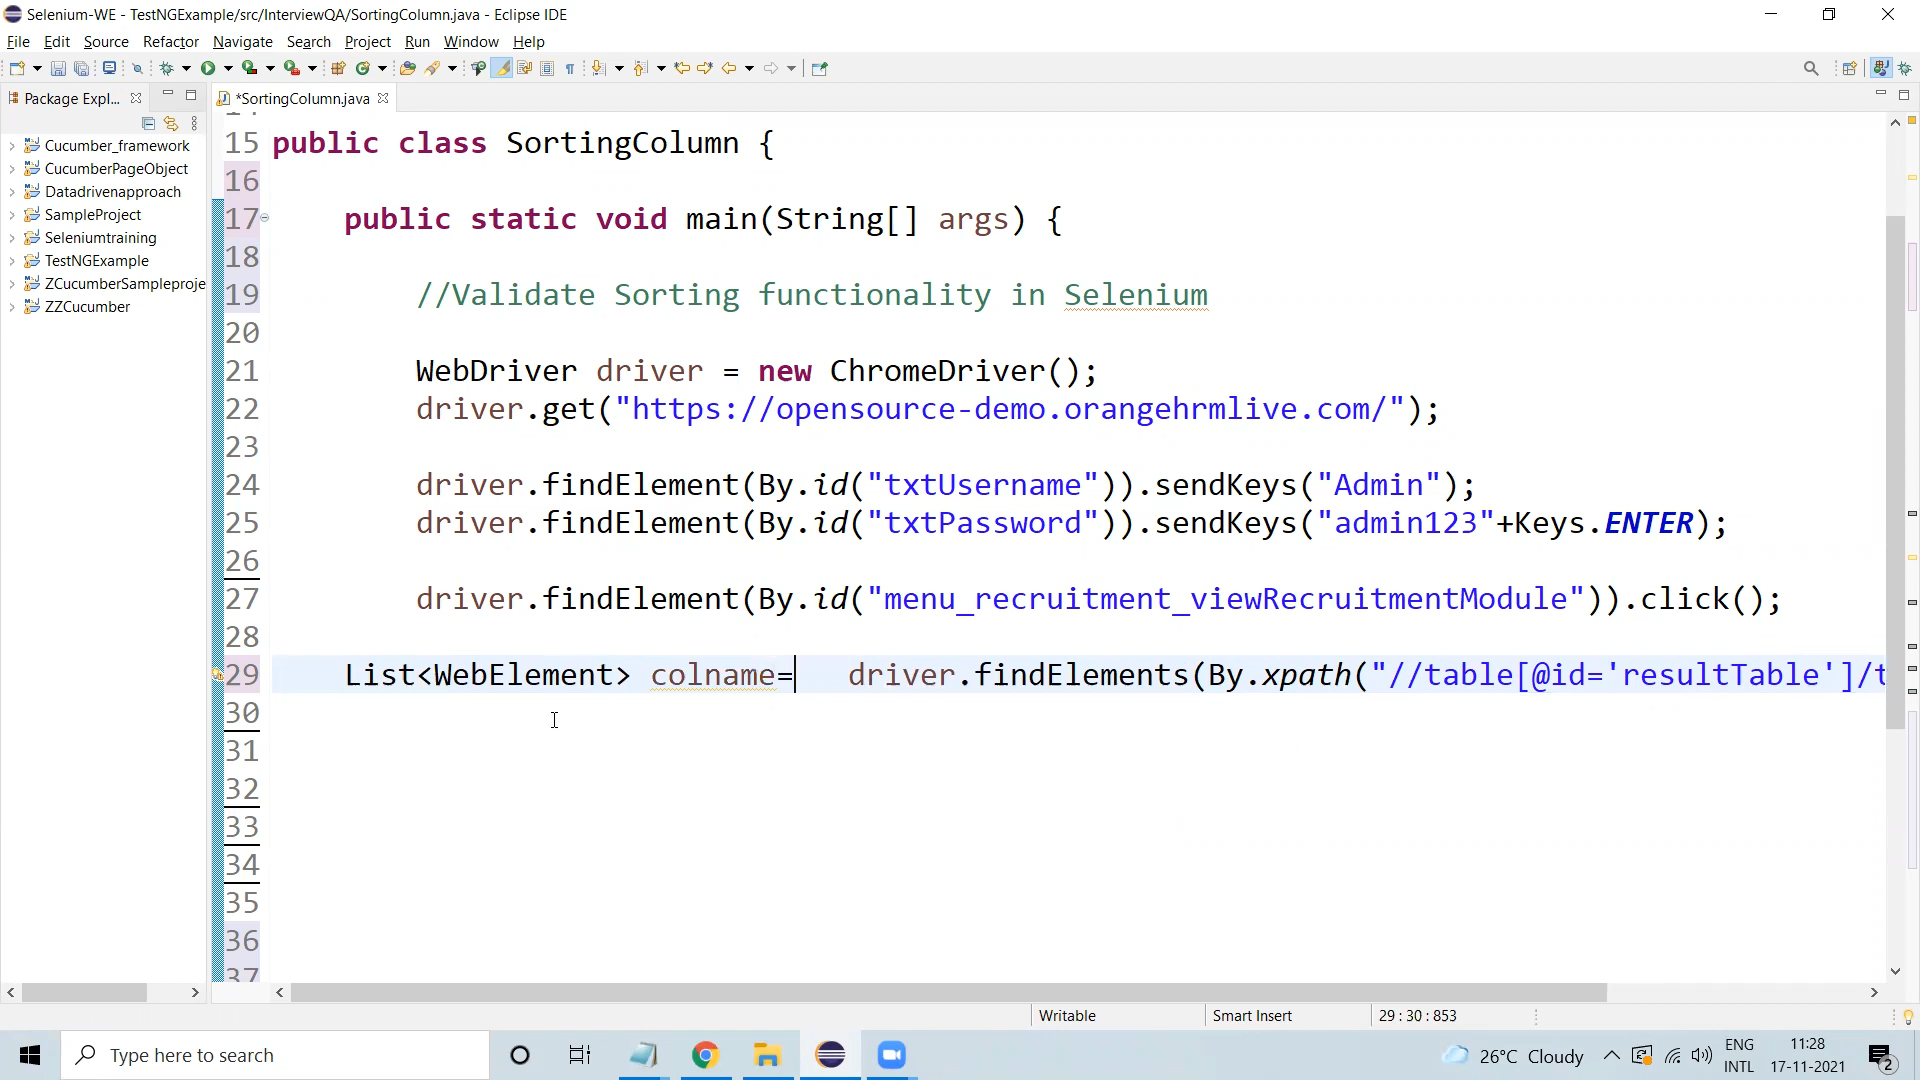 Selenium-WE - TestNGExample/src/InterviewQA/SortingColumn.java - Eclipse IDE
File Edit Source Refactor Navigate Search Project Run Window Help
Package Expl...
*SortingColumn.java
Cucumber_framework
CucumberPageObject
Datadrivenapproach
SampleProject
Seleniumtraining
TestNGExample
ZCucumberSampleproje
ZZCucumber
15 public class SortingColumn {
16
17 public static void main(String[] args) {
18
19 //Validate Sorting functionality in Selenium
20
21 WebDriver driver = new ChromeDriver();
22 driver.get("https://opensource-demo.orangehrmlive.com/");
23
24 driver.findElement(By.id("txtUsername")).sendKeys("Admin");
25 driver.findElement(By.id("txtPassword")).sendKeys("admin123"+Keys.ENTER);
26
27 driver.findElement(By.id("menu_recruitment_viewRecruitmentModule")).click();
28
29 List<WebElement> colname= driver.findElements(By.xpath("//table[@id='resultTable']/t
30
31
32
33
34
35
36
37
Writable Smart Insert 29 : 30 : 853
Type here to search
26°C Cloudy
ENG
INTL
11:28
17-11-2021
2